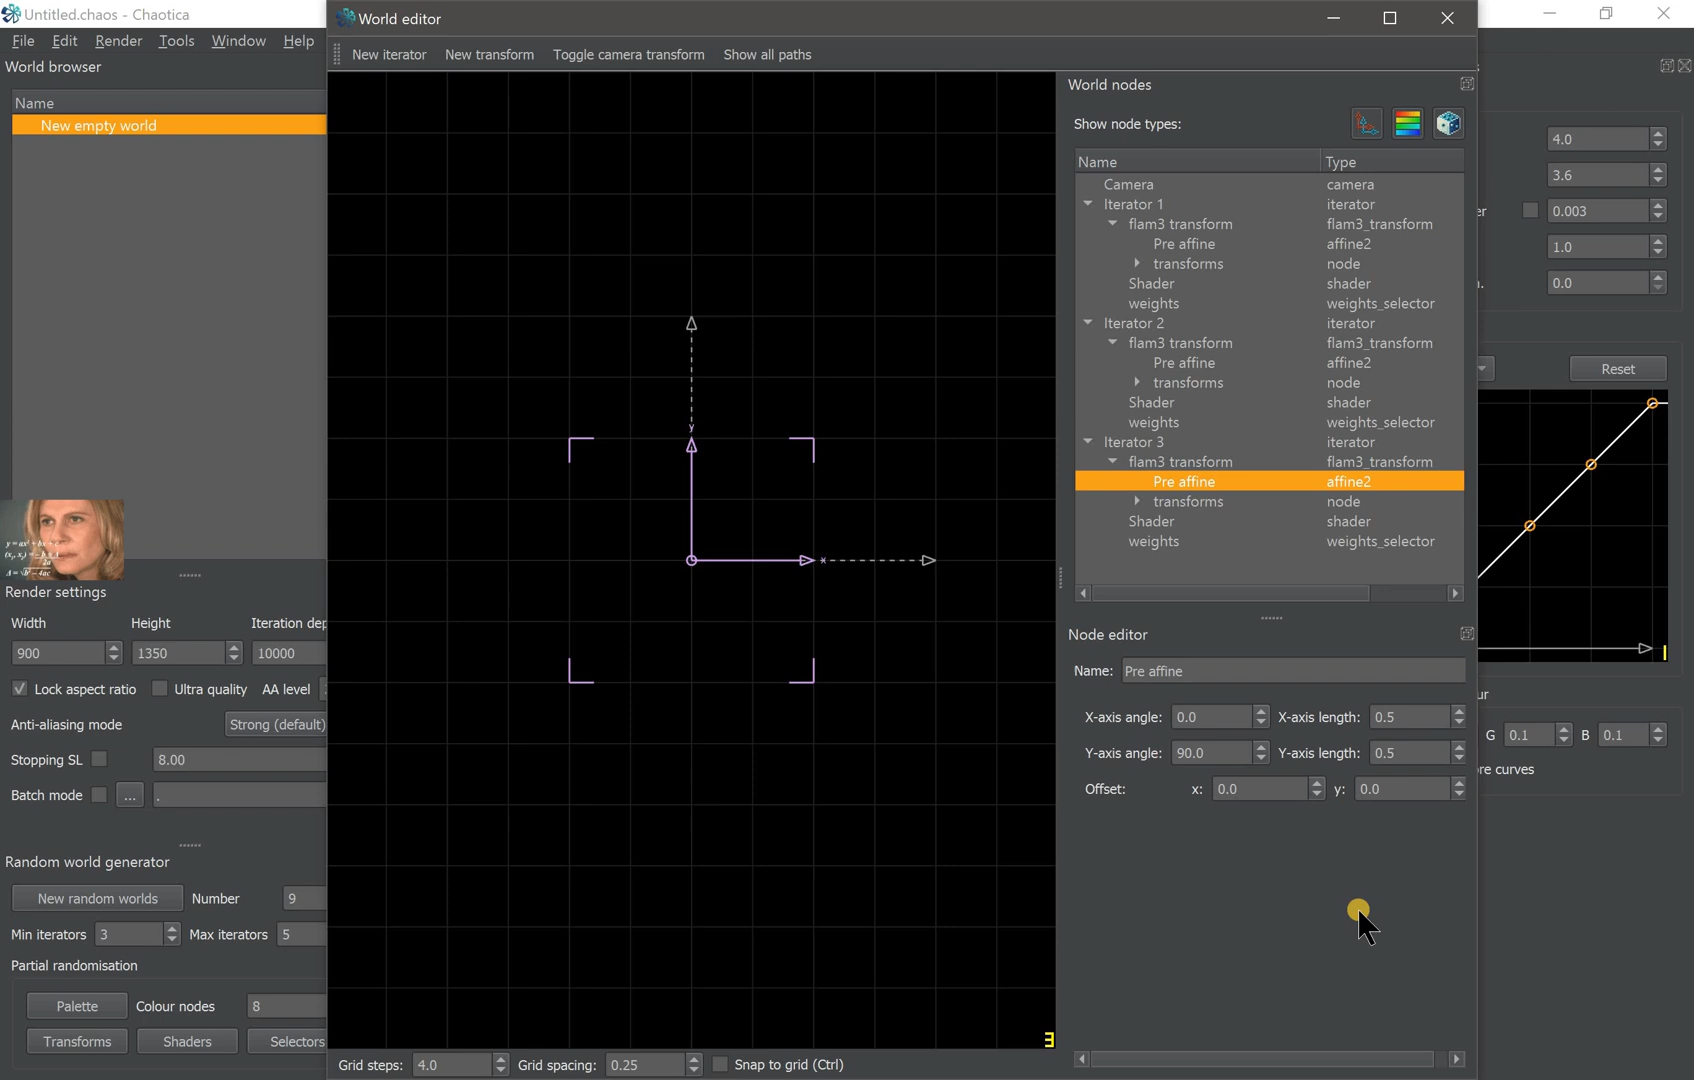 Untitled.chaos - Chaotica
File Edit Render Tools Window Help
World browser
Name
New empty world
y = ax² + bx + c
Render settings
Width Height Iteration dep
900 1350 10000
Lock aspect ratio Ultra quality AA level
Anti-aliasing mode Strong (default)
Stopping SL 8.00
Batch mode ... .
Random world generator
New random worlds Number 9
Min iterators 3 Max iterators 5
Partial randomisation
Palette Colour nodes 8
Transforms Shaders Selectors
World editor
New iterator New transform Toggle camera transform Show all paths
y
x
3
Grid steps: 4.0 Grid spacing: 0.25 Snap to grid (Ctrl)
World nodes
Show node types:
Name Type
Camera camera
Iterator 1 iterator
flam3 transform flam3_transform
Pre affine affine2
transforms node
Shader shader
weights weights_selector
Iterator 2 iterator
flam3 transform flam3_transform
Pre affine affine2
transforms node
Shader shader
weights weights_selector
Iterator 3 iterator
flam3 transform flam3_transform
Pre affine affine2
transforms node
Shader shader
weights weights_selector
Node editor
Name: Pre affine
X-axis angle: 0.0 X-axis length: 0.5
Y-axis angle: 90.0 Y-axis length: 0.5
Offset: x: 0.0 y: 0.0
4.0
3.6
er 0.003
1.0
0.0
Reset
ur
G 0.1 B 0.1
re curves